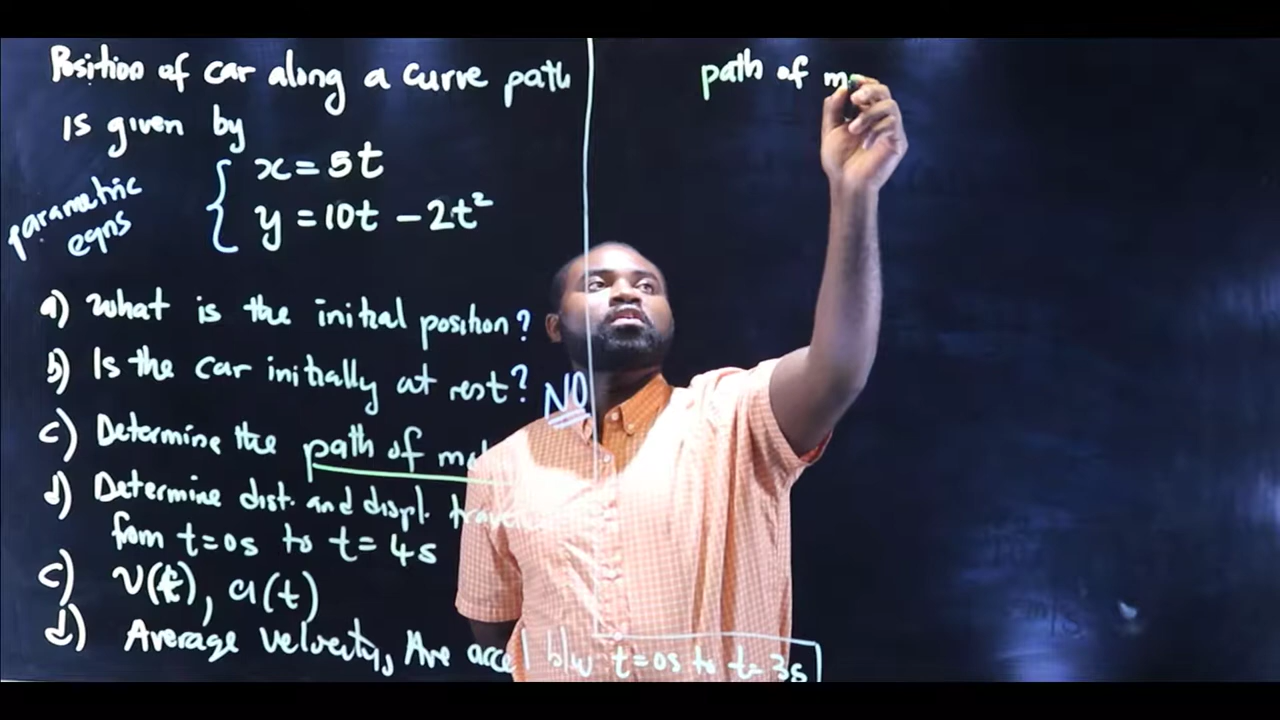 Position of car along a curve path
is given by
parametric
eqns
x = 5t
y = 10t - 2t²
a) What is the initial position?
b) Is the car initially at rest? NO
c) Determine the path of
d) Determine dist. and displ.
from t=0s to t=4s
c) v(t), a(t)
d) Average velocity, Ave acce b/w t=0s to t=3s
path of m